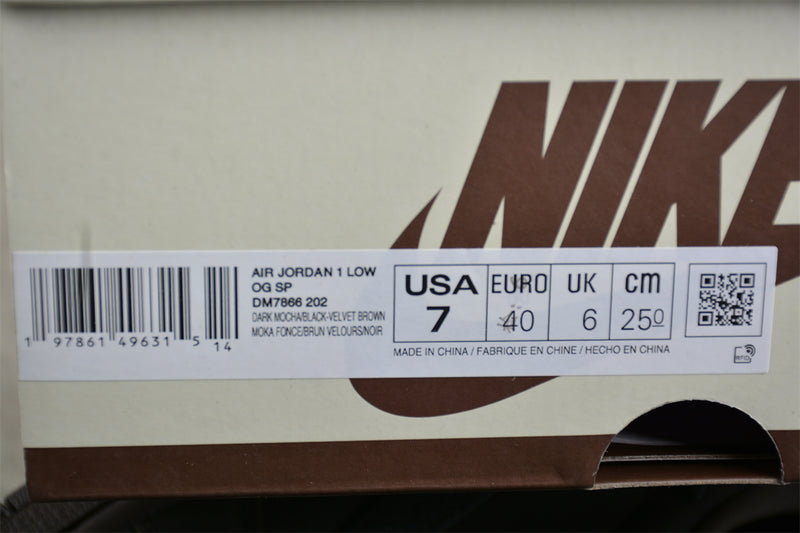 NIKE
AIR JORDAN 1 LOW
OG SP
DM7866 202
DARK MOCHA/BLACK-VELVET BROWN
MOKA FONCE/BRUN VELOURS/NOIR
1 97861 49631 5 14
USA EURO UK cm
7 40 6 250
MADE IN CHINA / FABRIQUE EN CHINE / HECHO EN CHINA
RFID